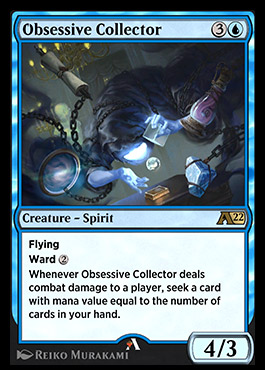 Obsessive Collector 3
Creature – Spirit A22
Flying
Ward 2
Whenever Obsessive Collector deals
combat damage to a player, seek a card
with mana value equal to the number of
cards in your hand.
4/3
REIKO MURAKAMI